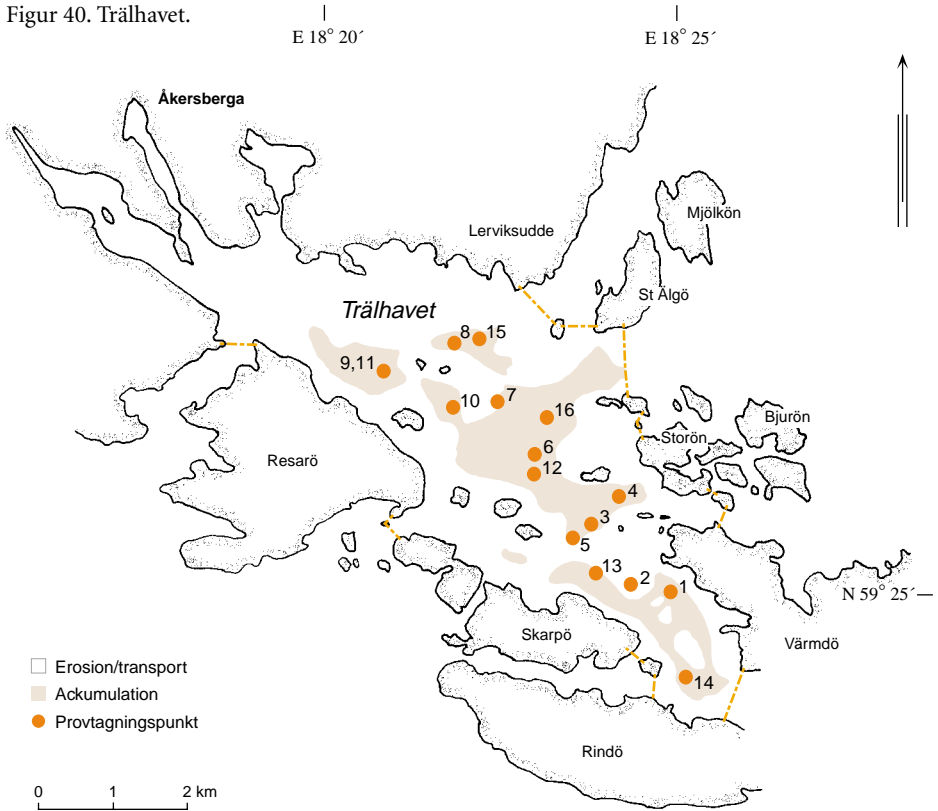 Figur 40. Trälhavet.
E 18° 20´
E 18° 25´
Åkersberga
Mjölkön
Lerviksudde
St Älgö
Trälhavet
8
15
9,11
10
7
16
Bjurön
Storön
6
Resarö
12
4
3
5
13
2
1
N 59° 25´
Skarpö
Värmdö
14
Rindö
Erosion/transport
Ackumulation
Provtagningspunkt
0 1 2 km